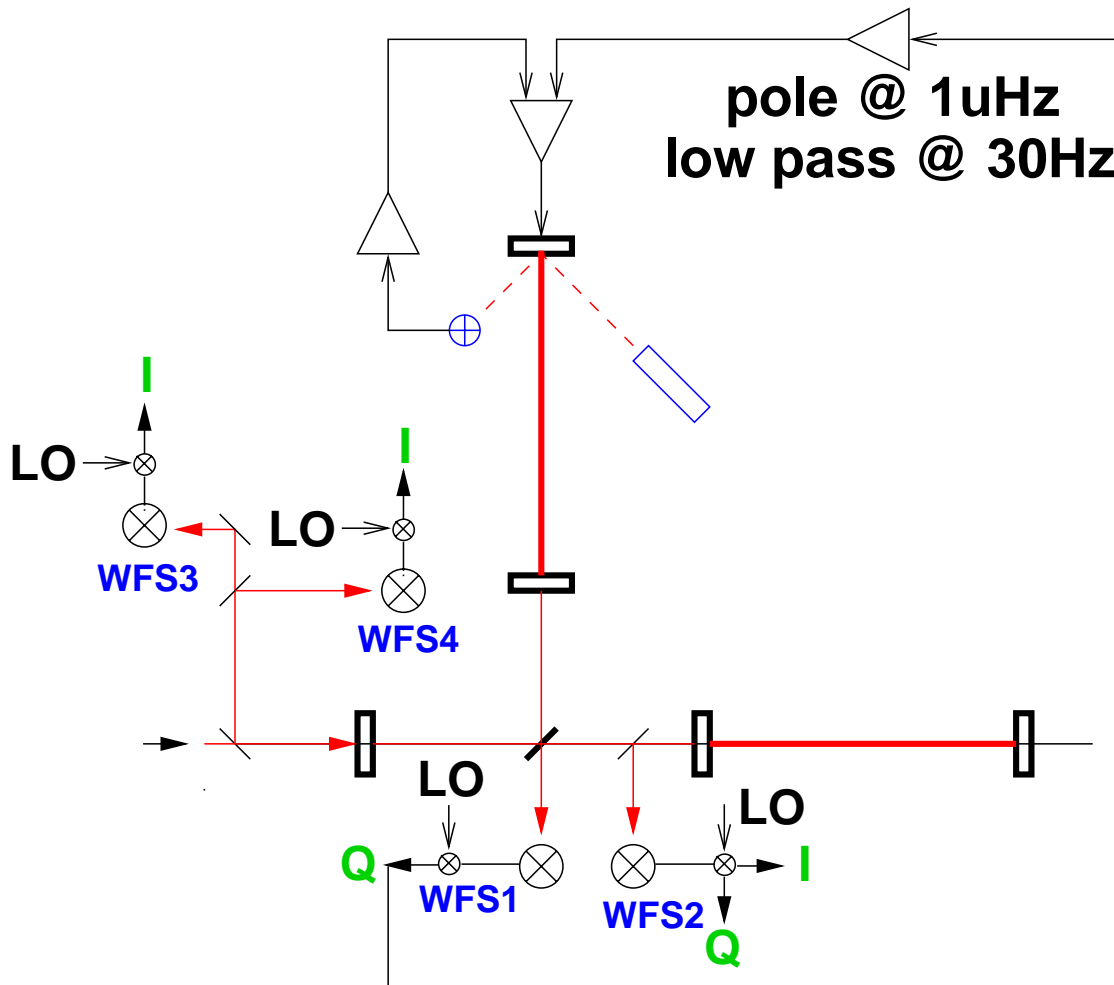 pole @ 1uHz
low pass @ 30Hz
I
LO
I
LO
WFS3
WFS4
LO
LO
Q
WFS1
I
WFS2
Q